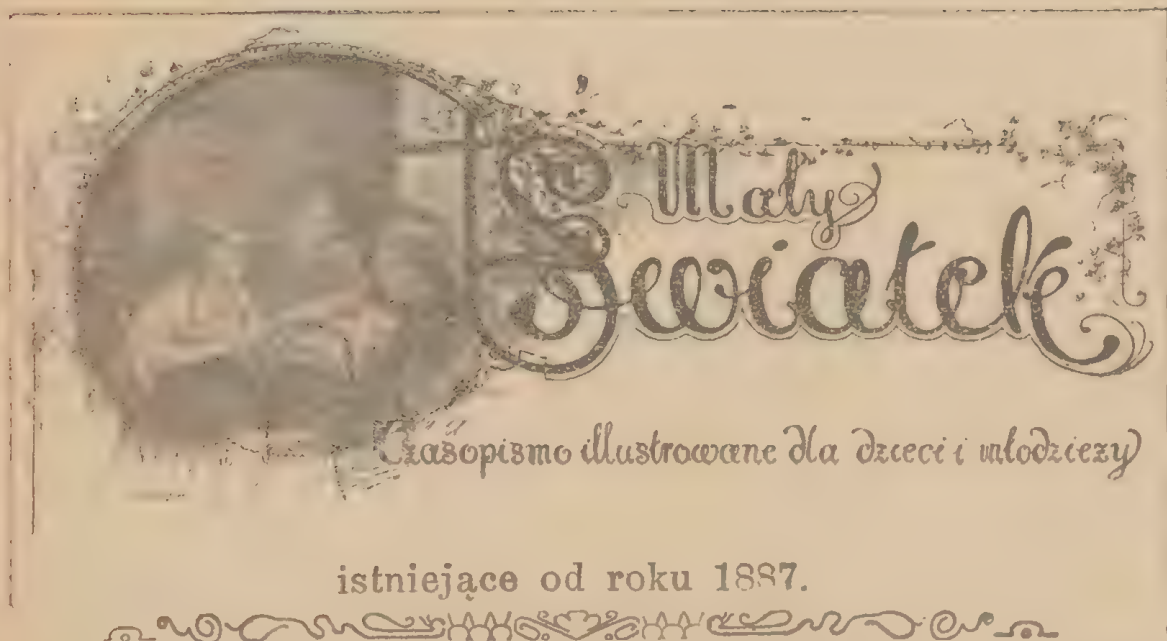 Mały
Światek
Czasopismo illustrowane dla dzieci i młodzieży
istniejące od roku 1887.